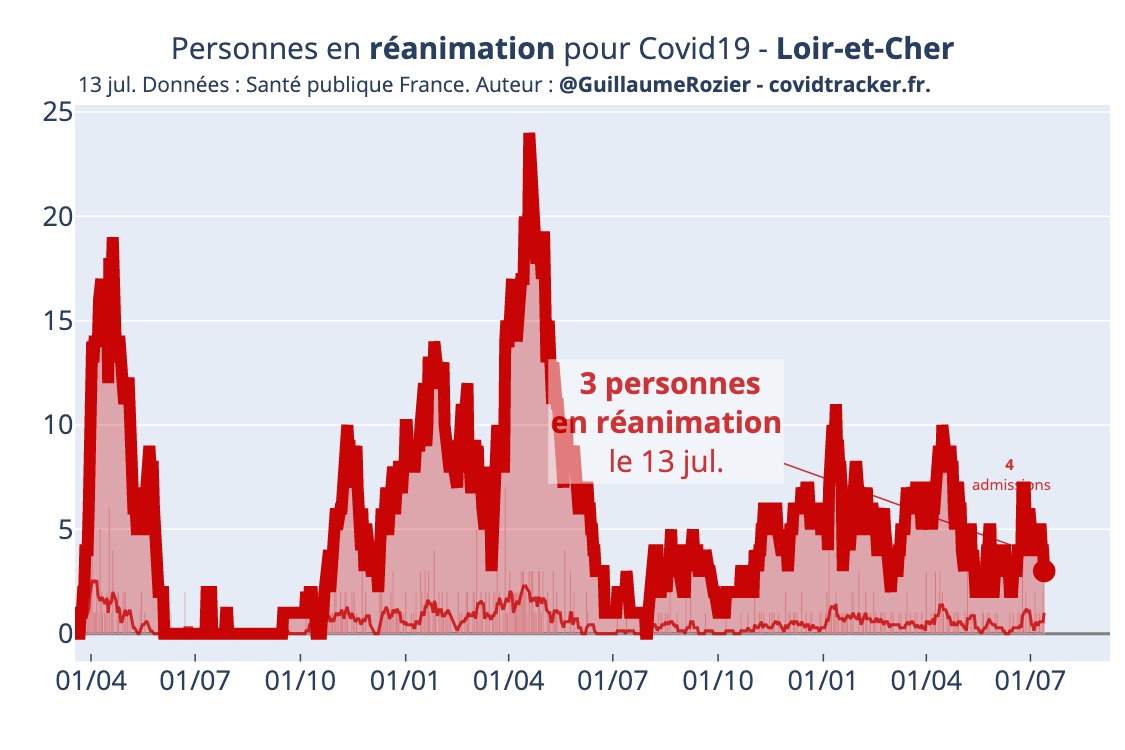 Personnes en réanimation pour Covid19 - Loir-et-Cher
13 jul. Données : Santé publique France. Auteur : @GuillaumeRozier - covidtracker.fr.
25
20
15
10
5
0
3 personnes
en réanimation
le 13 jul.
4
admissions
01/04 01/07 01/10 01/01 01/04 01/07 01/10 01/01 01/04 01/07